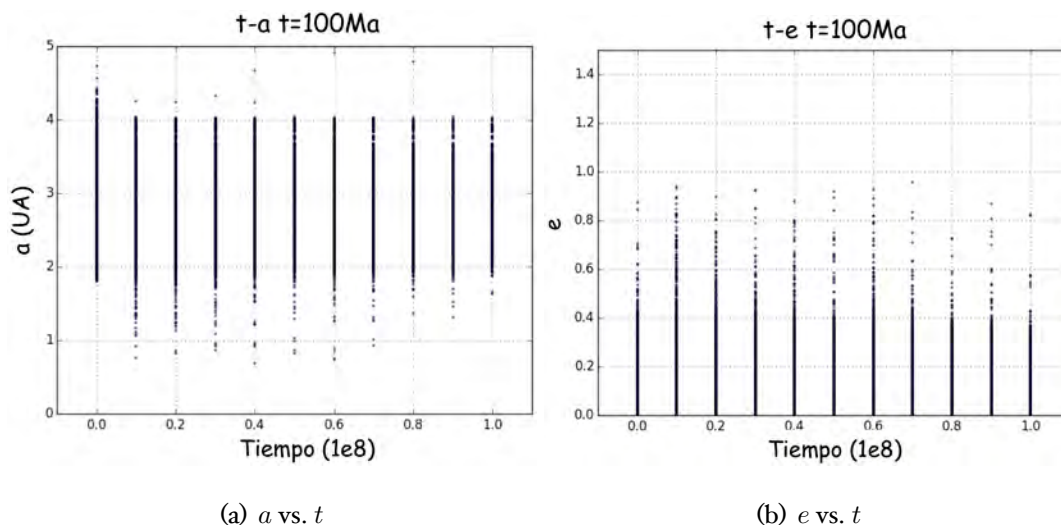 t-a t=100Ma
5
4
3
2
1
0
a (UA)
0.0 0.2 0.4 0.6 0.8 1.0
Tiempo (1e8)
(a) a vs. t
t-e t=100Ma
1.4
1.2
1.0
0.8
0.6
0.4
0.2
0.0
e
0.0 0.2 0.4 0.6 0.8 1.0
Tiempo (1e8)
(b) e vs. t